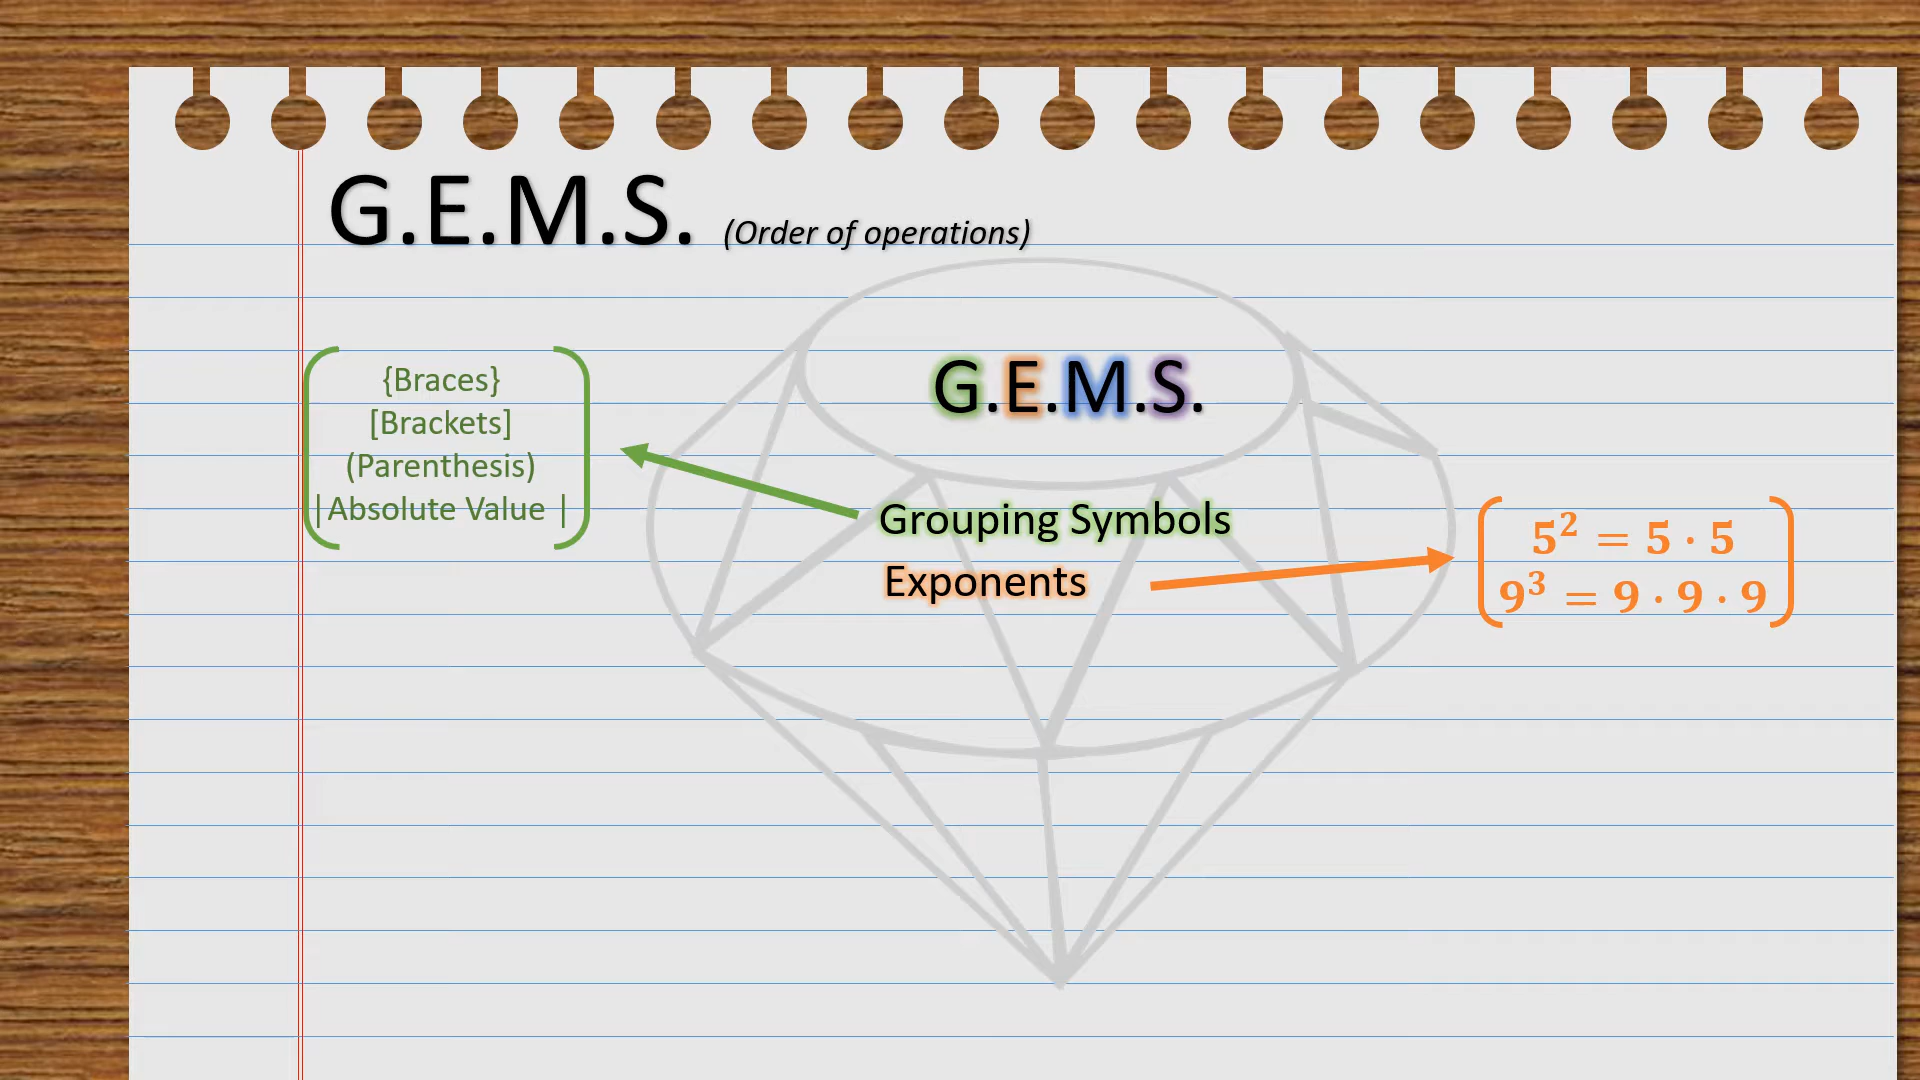 G.E.M.S. (Order of operations)
G.E.M.S.
{Braces}
[Brackets]
(Parenthesis)
|Absolute Value |
Grouping Symbols
Exponents
5² = 5 · 5
9³ = 9 · 9 · 9